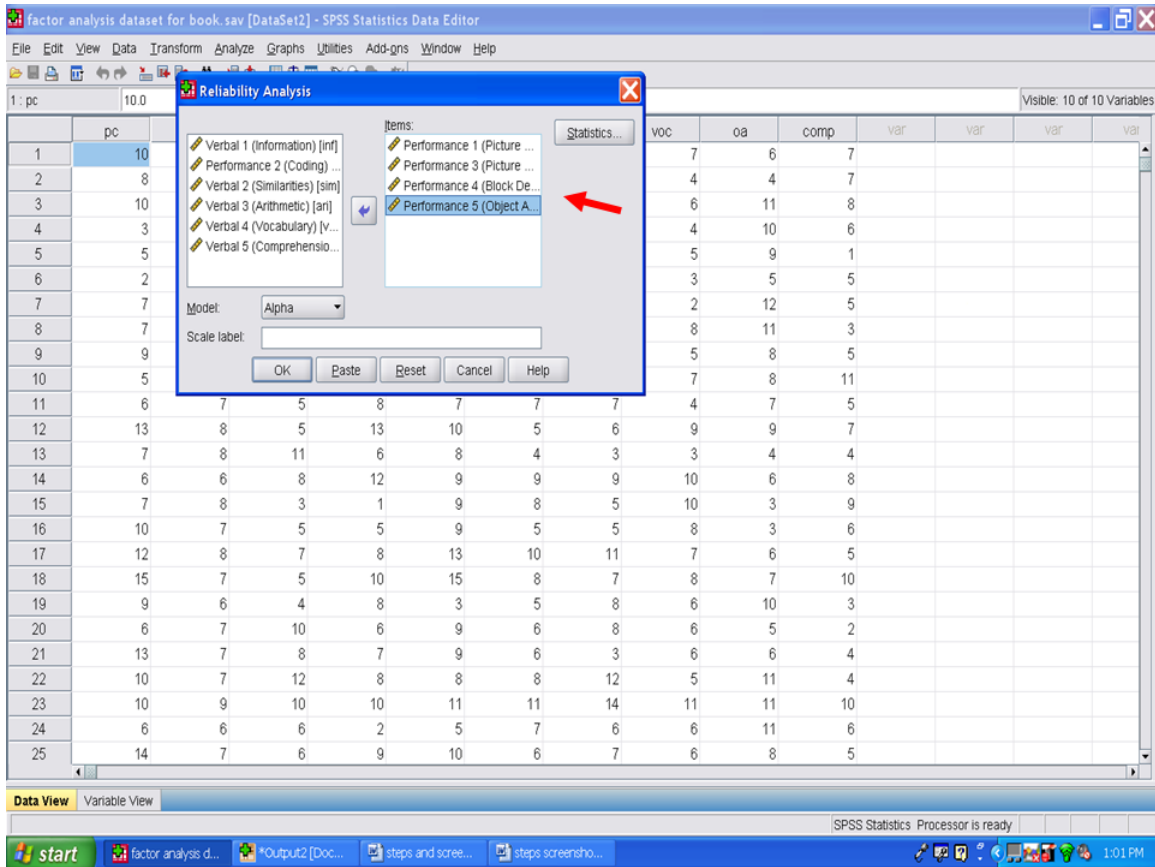 factor analysis dataset for book.sav [DataSet2] - SPSS Statistics Data Editor
File Edit View Data Transform Analyze Graphs Utilities Add-ons Window Help
1 : pc 10.0 Visible: 10 of 10 Variables
Reliability Analysis
Items:
Verbal 1 (Information) [inf]
Performance 2 (Coding) ...
Verbal 2 (Similarities) [sim]
Verbal 3 (Arithmetic) [ari]
Verbal 4 (Vocabulary) [v...
Verbal 5 (Comprehensio...
Performance 1 (Picture ...
Performance 3 (Picture ...
Performance 4 (Block De...
Performance 5 (Object A...
Statistics...
Model: Alpha
Scale label:
OK Paste Reset Cancel Help
pc voc oa comp var var var var
1 10 7 6 7
2 8 4 4 7
3 10 6 11 8
4 3 4 10 6
5 5 5 9 1
6 2 3 5 5
7 7 2 12 5
8 7 8 11 3
9 9 5 8 5
10 5 7 8 11
11 6 7 5 8 7 7 7 4 7 5
12 13 8 5 13 10 5 6 9 9 7
13 7 8 11 6 8 4 3 3 4 4
14 6 6 8 12 9 9 9 10 6 8
15 7 8 3 1 9 8 5 10 3 9
16 10 7 5 5 9 5 5 8 3 6
17 12 8 7 8 13 10 11 7 6 5
18 15 7 5 10 15 8 7 8 7 10
19 9 6 4 8 3 5 8 6 10 3
20 6 7 10 6 9 6 8 6 5 2
21 13 7 8 7 9 6 3 6 6 4
22 10 7 12 8 8 8 12 5 11 4
23 10 9 10 10 11 11 14 11 11 10
24 6 6 6 2 5 7 6 6 11 6
25 14 7 6 9 10 6 7 6 8 5
Data View Variable View
SPSS Statistics Processor is ready
start factor analysis d... *Output2 [Doc... steps and scree... steps screensho... 1:01 PM